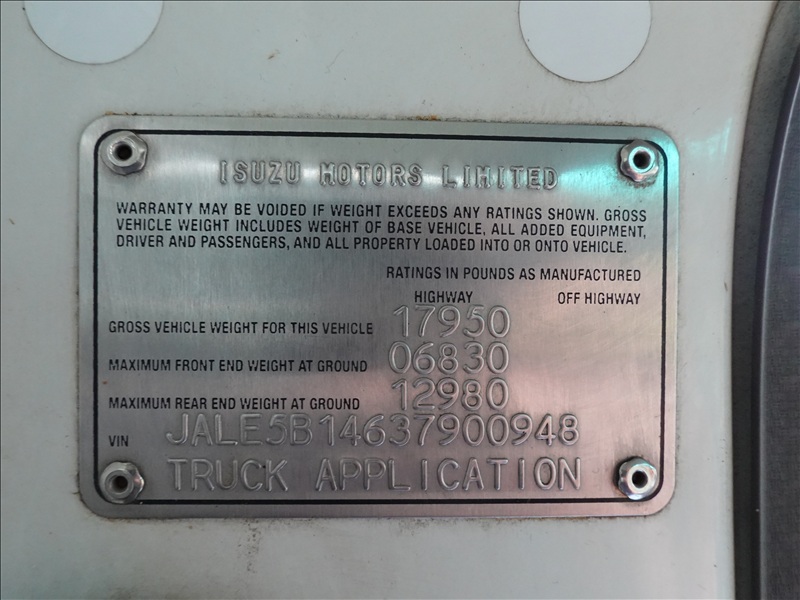 ISUZU MOTORS LIMITED
WARRANTY MAY BE VOIDED IF WEIGHT EXCEEDS ANY RATINGS SHOWN. GROSS
VEHICLE WEIGHT INCLUDES WEIGHT OF BASE VEHICLE, ALL ADDED EQUIPMENT,
DRIVER AND PASSENGERS, AND ALL PROPERTY LOADED INTO OR ONTO VEHICLE.
RATINGS IN POUNDS AS MANUFACTURED
HIGHWAY OFF HIGHWAY
GROSS VEHICLE WEIGHT FOR THIS VEHICLE 17950
MAXIMUM FRONT END WEIGHT AT GROUND 06830
MAXIMUM REAR END WEIGHT AT GROUND 12980
VIN JALE5B14637900948
TRUCK APPLICATION